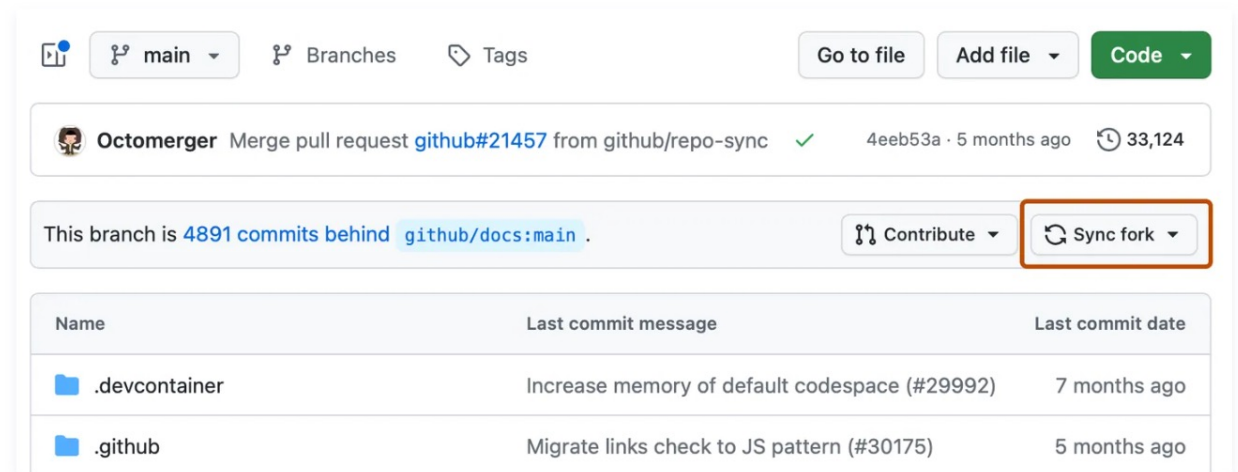 main Branches Tags Go to file Add file Code
Octomerger Merge pull request github#21457 from github/repo-sync 4eeb53a · 5 months ago 33,124
This branch is 4891 commits behind github/docs:main . Contribute Sync fork
Name Last commit message Last commit date
.devcontainer Increase memory of default codespace (#29992) 7 months ago
.github Migrate links check to JS pattern (#30175) 5 months ago